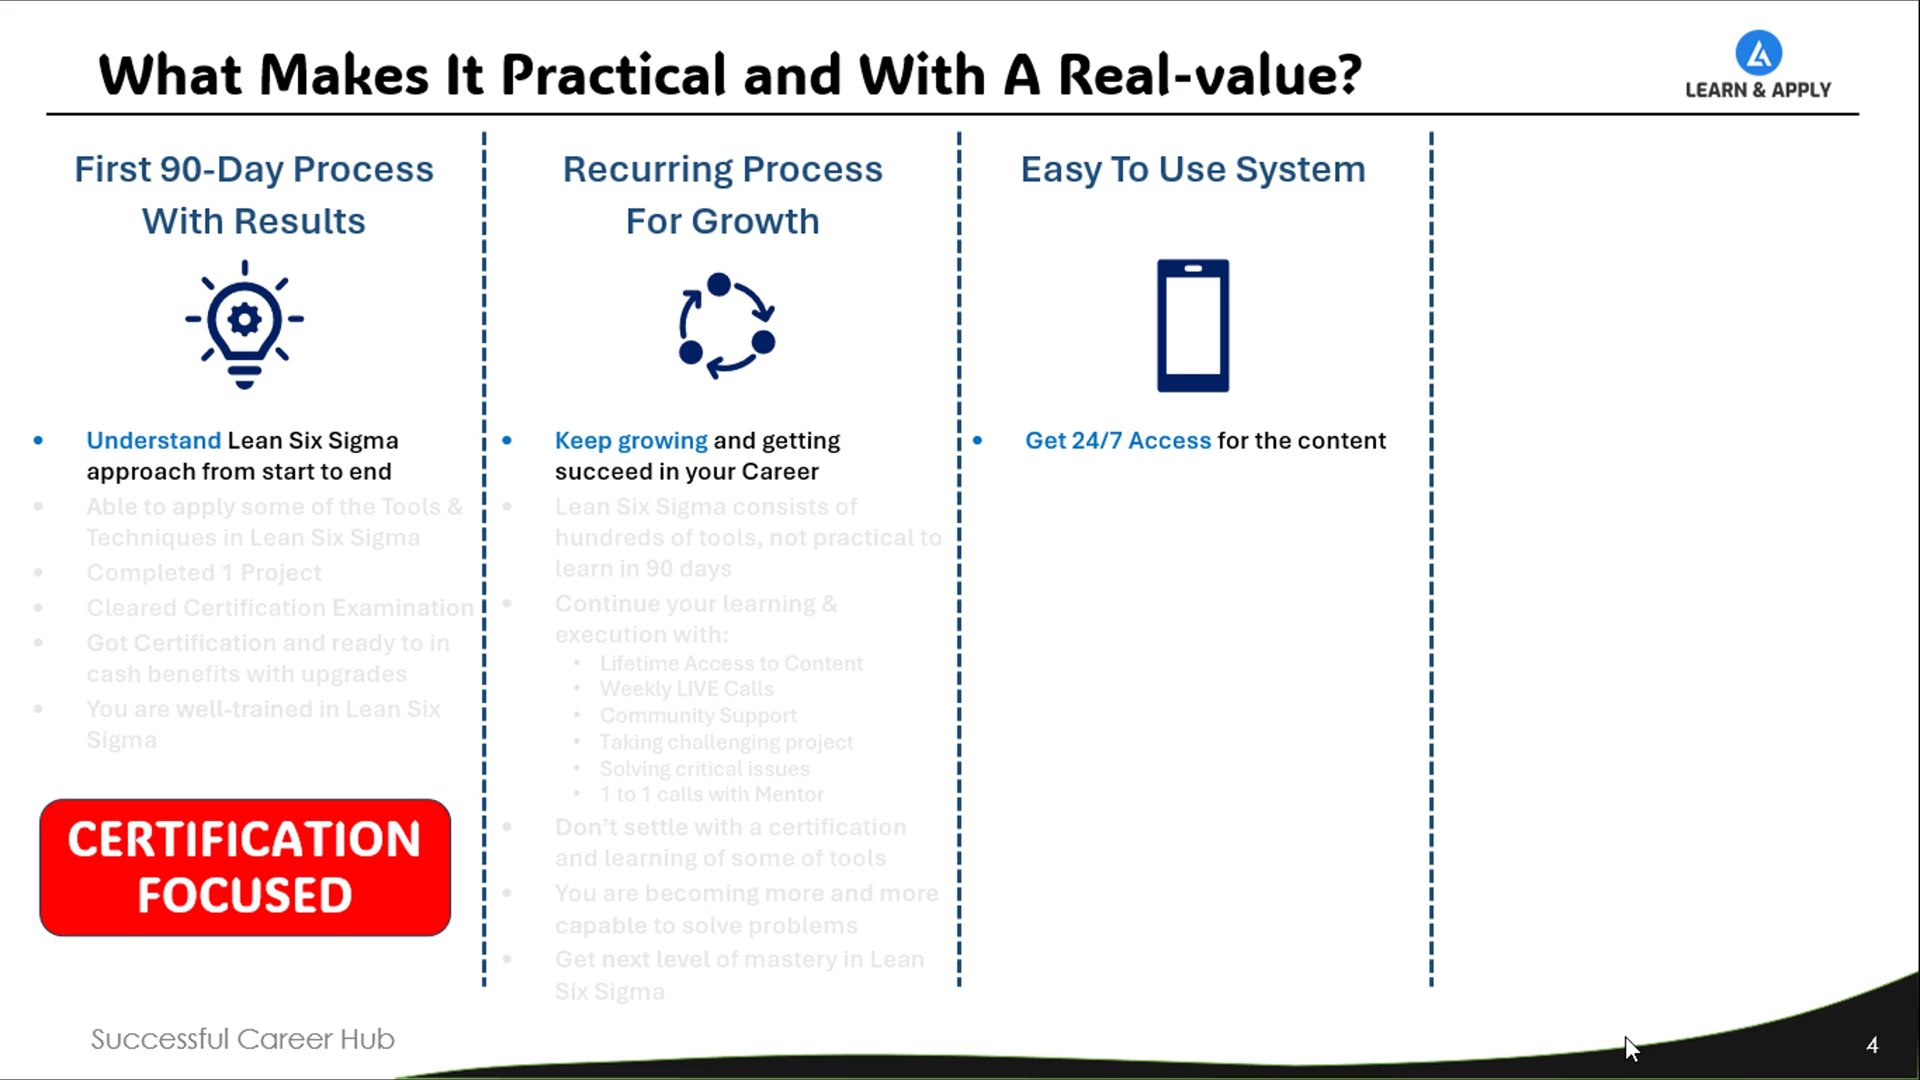 What Makes It Practical and With A Real-value?
LEARN & APPLY
First 90-Day Process
With Results
• Understand Lean Six Sigma
approach from start to end
• Able to apply some of the Tools &
Techniques in Lean Six Sigma
• Completed 1 Project
• Cleared Certification Examination
• Got Certification and ready to in
cash benefits with upgrades
• You are well-trained in Lean Six
Sigma
CERTIFICATION
FOCUSED
Recurring Process
For Growth
• Keep growing and getting
succeed in your Career
• Lean Six Sigma consists of
hundreds of tools, not practical to
learn in 90 days
• Continue your learning &
execution with:
• Lifetime Access to Content
• Weekly LIVE Calls
• Community Support
• Taking challenging project
• Solving critical issues
• 1 to 1 calls with Mentor
• Don't settle with a certification
and learning of some of tools
• You are becoming more and more
capable to solve problems
• Get next level of mastery in Lean
Six Sigma
Easy To Use System
• Get 24/7 Access for the content
Successful Career Hub
4